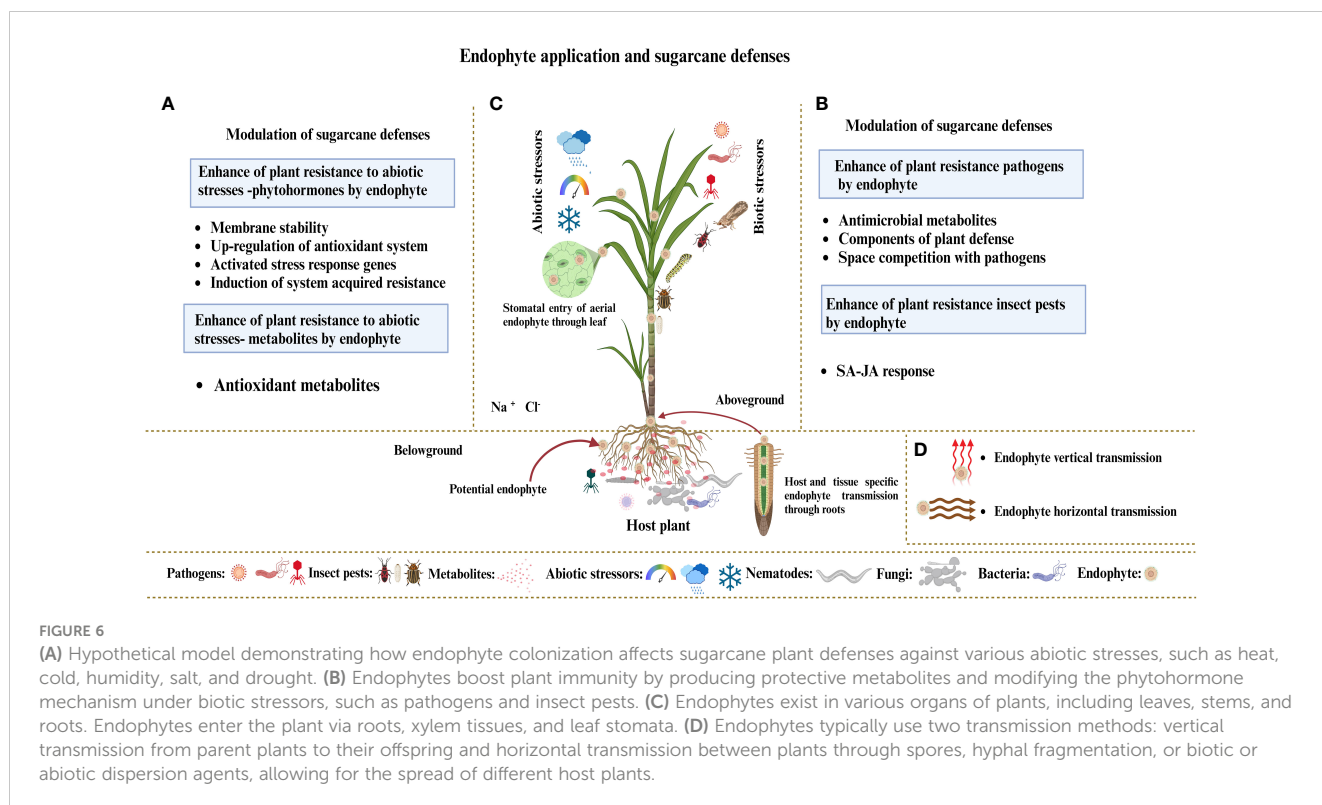 Endophyte application and sugarcane defenses
A
Modulation of sugarcane defenses
Enhance of plant resistance to abiotic
stresses -phytohormones by endophyte
• Membrane stability
• Up-regulation of antioxidant system
• Activated stress response genes
• Induction of system acquired resistance
Enhance of plant resistance to abiotic
stresses- metabolites by endophyte
• Antioxidant metabolites
C
Abiotic stressors
Biotic stressors
Stomatal entry of aerial
endophyte through leaf
Na + Cl-
Aboveground
Belowground
Potential endophyte
Host plant
Host and tissue specific
endophyte transmission
through roots
B
Modulation of sugarcane defenses
Enhance of plant resistance pathogens
by endophyte
• Antimicrobial metabolites
• Components of plant defense
• Space competition with pathogens
Enhance of plant resistance insect pests
by endophyte
• SA-JA response
D
• Endophyte vertical transmission
• Endophyte horizontal transmission
Pathogens: Insect pests: Metabolites: Abiotic stressors: Nematodes: Fungi: Bacteria: Endophyte:
FIGURE 6
(A) Hypothetical model demonstrating how endophyte colonization affects sugarcane plant defenses against various abiotic stresses, such as heat,
cold, humidity, salt, and drought. (B) Endophytes boost plant immunity by producing protective metabolites and modifying the phytohormone
mechanism under biotic stressors, such as pathogens and insect pests. (C) Endophytes exist in various organs of plants, including leaves, stems, and
roots. Endophytes enter the plant via roots, xylem tissues, and leaf stomata. (D) Endophytes typically use two transmission methods: vertical
transmission from parent plants to their offspring and horizontal transmission between plants through spores, hyphal fragmentation, or biotic or
abiotic dispersion agents, allowing for the spread of different host plants.